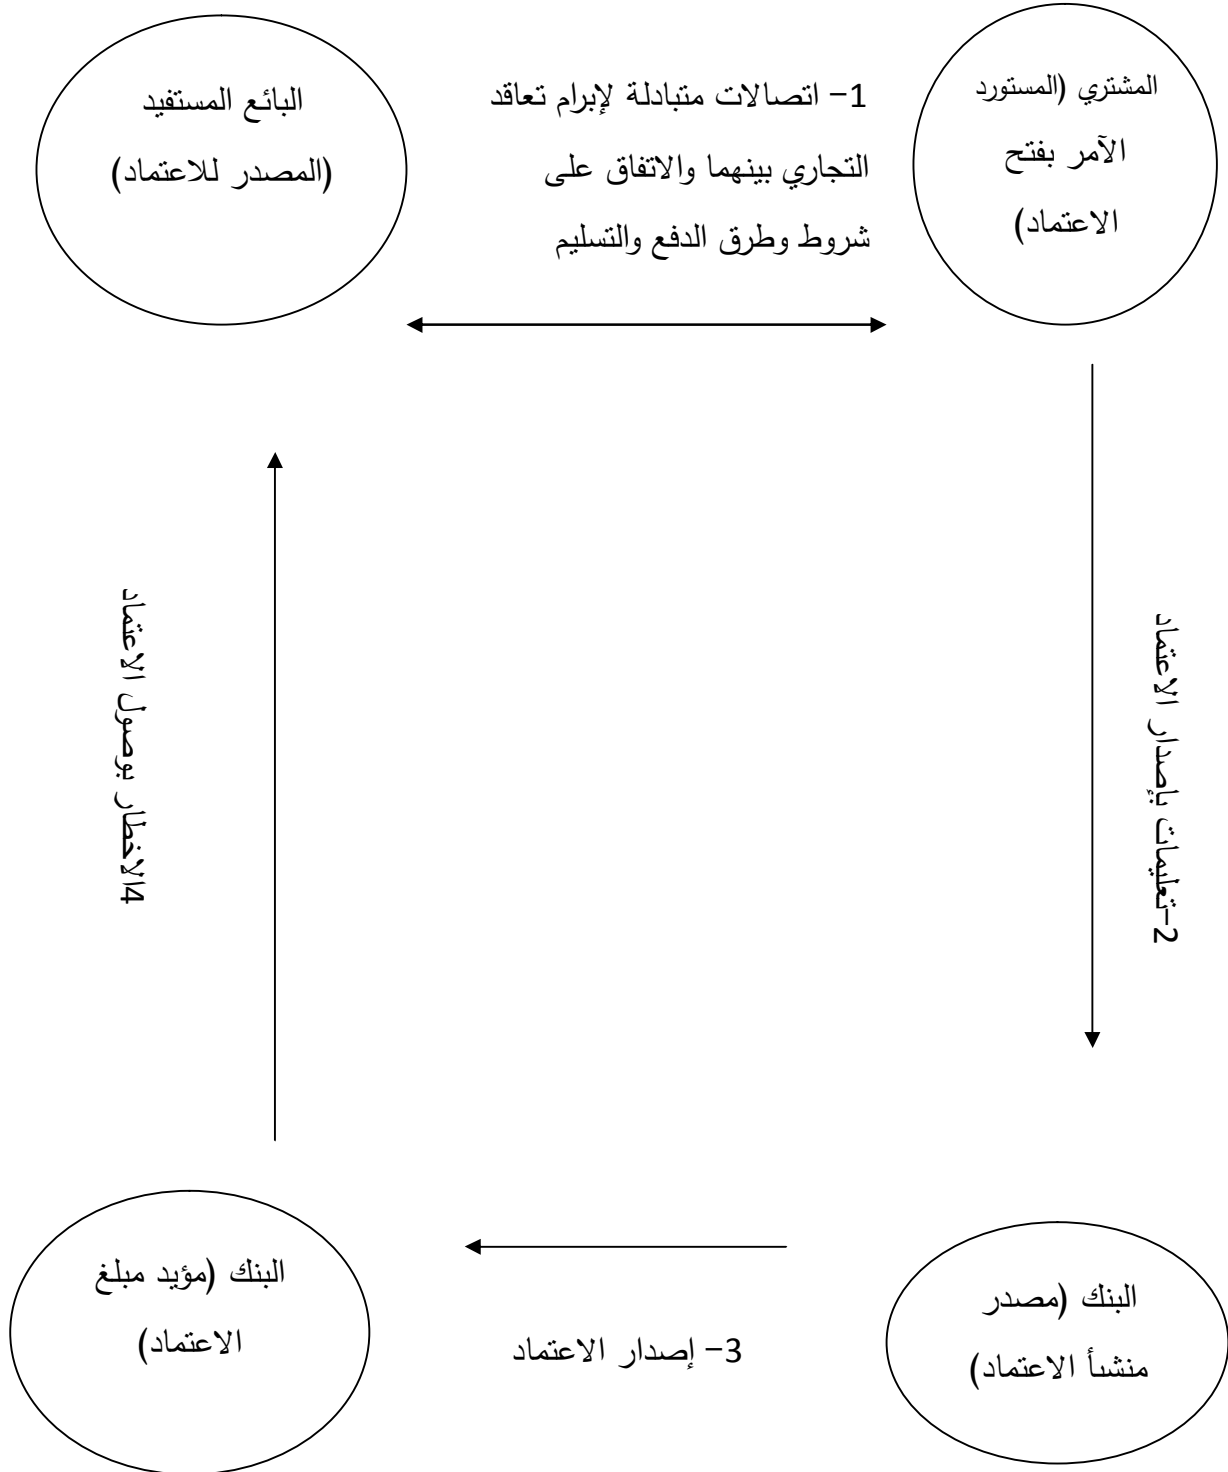 المشتري (المستورد
الآمر بفتح
الاعتماد)
1- اتصالات متبادلة لإبرام تعاقد
التجاري بينهما والاتفاق على
شروط وطرق الدفع والتسليم
البائع المستفيد
(المصدر للاعتماد)
2-تعليمات بإصدار الاعتماد
4الاخطار بوصول الاعتماد
البنك (مصدر
منشأ الاعتماد)
3- إصدار الاعتماد
البنك (مؤيد مبلغ
الاعتماد)